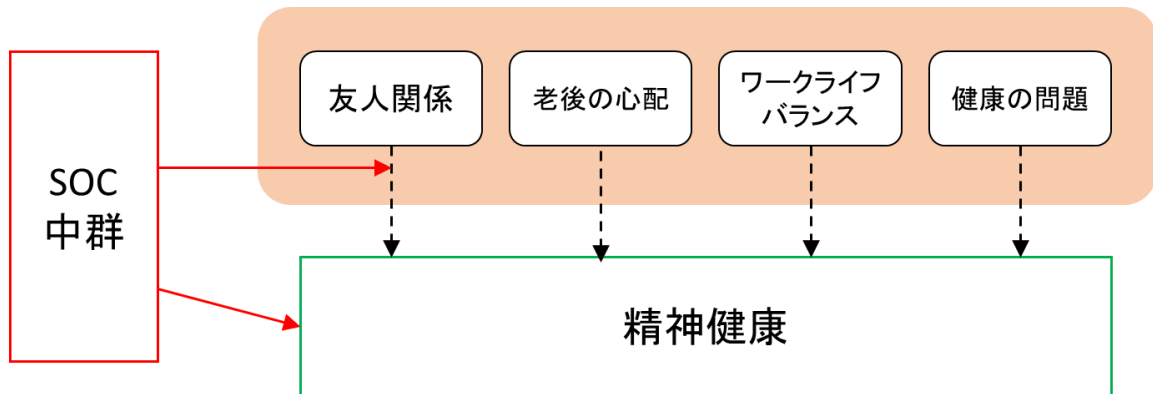 友人関係
老後の心配
ワークライフ
バランス
健康の問題
SOC
中群
精神健康